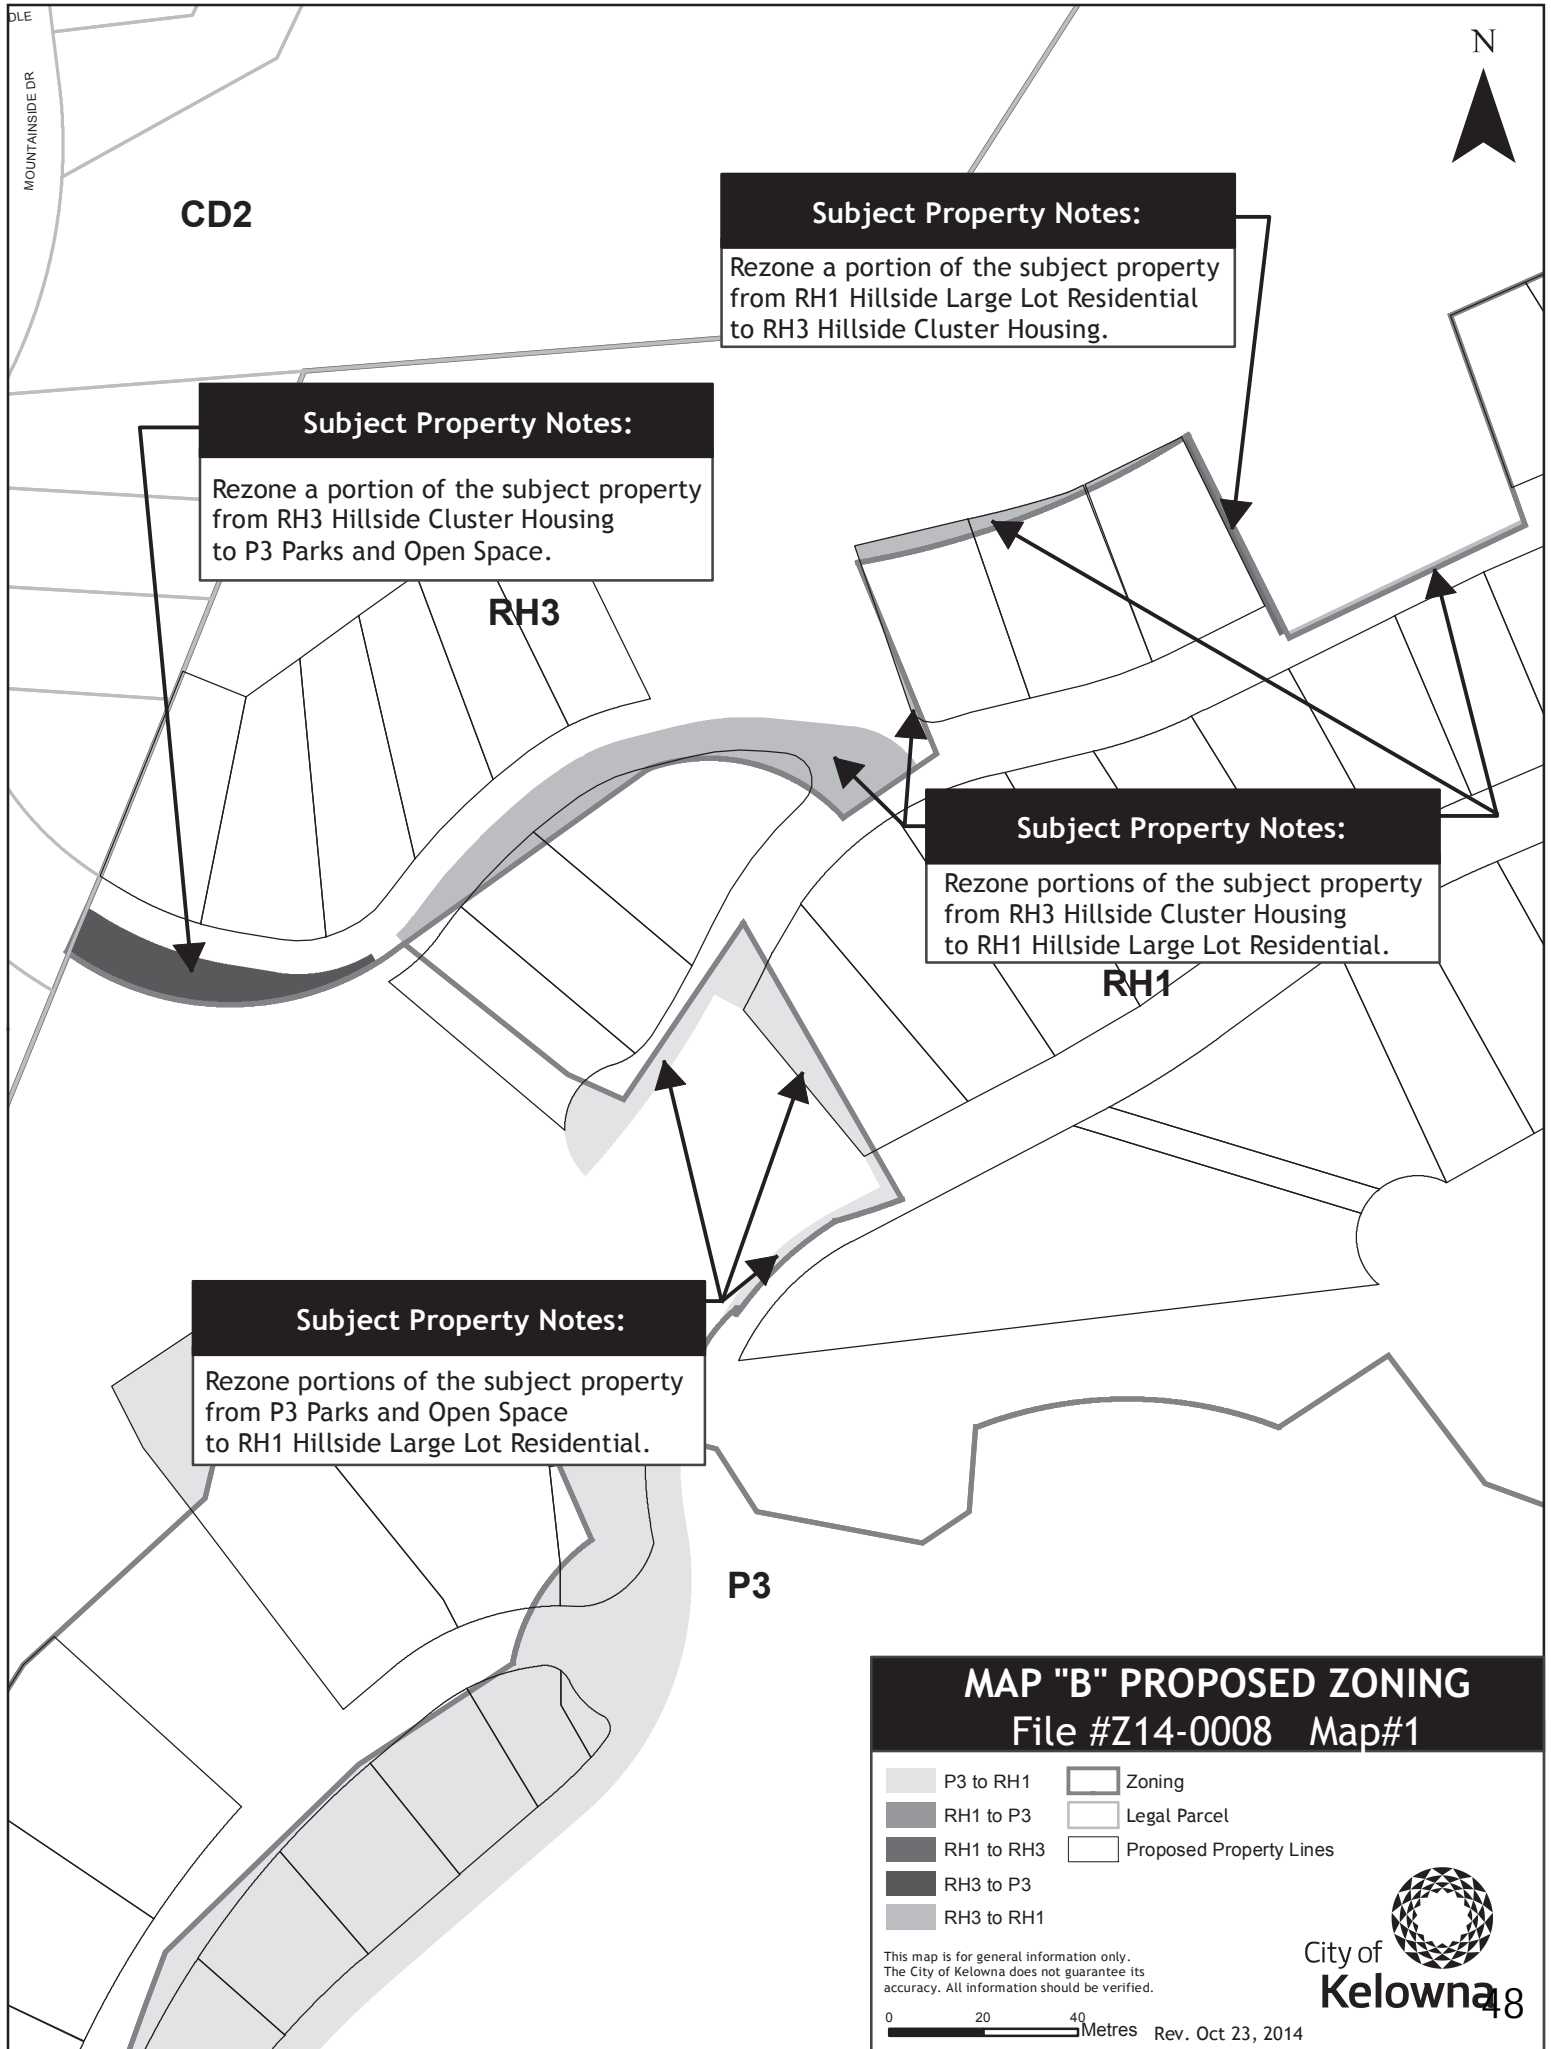 DLE
MOUNTAINSIDE DR
N
CD2
Subject Property Notes:
Rezone a portion of the subject property
from RH1 Hillside Large Lot Residential
to RH3 Hillside Cluster Housing.
Subject Property Notes:
Rezone a portion of the subject property
from RH3 Hillside Cluster Housing
to P3 Parks and Open Space.
RH3
Subject Property Notes:
Rezone portions of the subject property
from RH3 Hillside Cluster Housing
to RH1 Hillside Large Lot Residential.
RH1
Subject Property Notes:
Rezone portions of the subject property
from P3 Parks and Open Space
to RH1 Hillside Large Lot Residential.
P3
MAP "B" PROPOSED ZONING
File #Z14-0008 Map#1
P3 to RH1
RH1 to P3
RH1 to RH3
RH3 to P3
RH3 to RH1
Zoning
Legal Parcel
Proposed Property Lines
This map is for general information only.
The City of Kelowna does not guarantee its
accuracy. All information should be verified.
0 20 40
Metres
Rev. Oct 23, 2014
City of
Kelowna
48